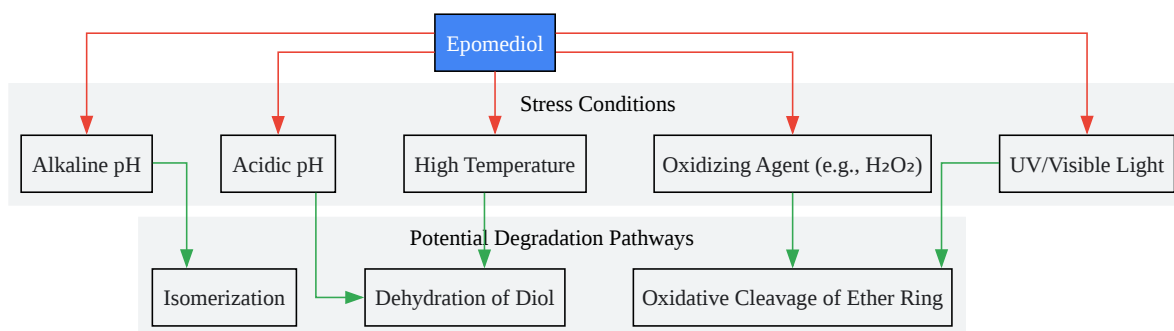 Epomediol
Stress Conditions
Alkaline pH
Acidic pH
High Temperature
Oxidizing Agent (e.g., H₂O₂)
UV/Visible Light
Potential Degradation Pathways
Isomerization
Dehydration of Diol
Oxidative Cleavage of Ether Ring